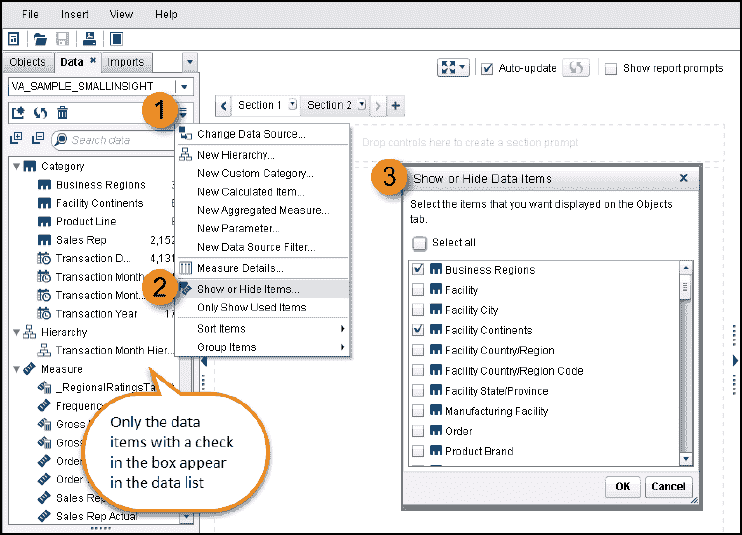 File Insert View Help
Objects Data Imports
Auto-update Show report prompts
VA_SAMPLE_SMALLINSIGHT
1
Section 1 Section 2
Search data
Drop controls here to create a section prompt
Category
Business Regions
Facility Continents
Product Line
Sales Rep 2,152
Transaction D... 4,131
Transaction Month
Transaction Mont...
Transaction Year
Hierarchy
Transaction Month Hier...
Measure
_RegionalRatingsTa
Frequency
Gross
Gross
Order
Order
Sales Rep
Sales Rep Actual
Change Data Source...
New Hierarchy...
New Custom Category...
New Calculated Item...
New Aggregated Measure...
New Parameter...
New Data Source Filter...
Measure Details...
2
Show or Hide Items...
Only Show Used Items
Sort Items
Group Items
Only the data
items with a check
in the box appear
in the data list
3
Show or Hide Data Items
Select the items that you want displayed on the Objects
tab.
Select all
Business Regions
Facility
Facility City
Facility Continents
Facility Country/Region
Facility Country/Region Code
Facility State/Province
Manufacturing Facility
Order
Product Brand
OK Cancel